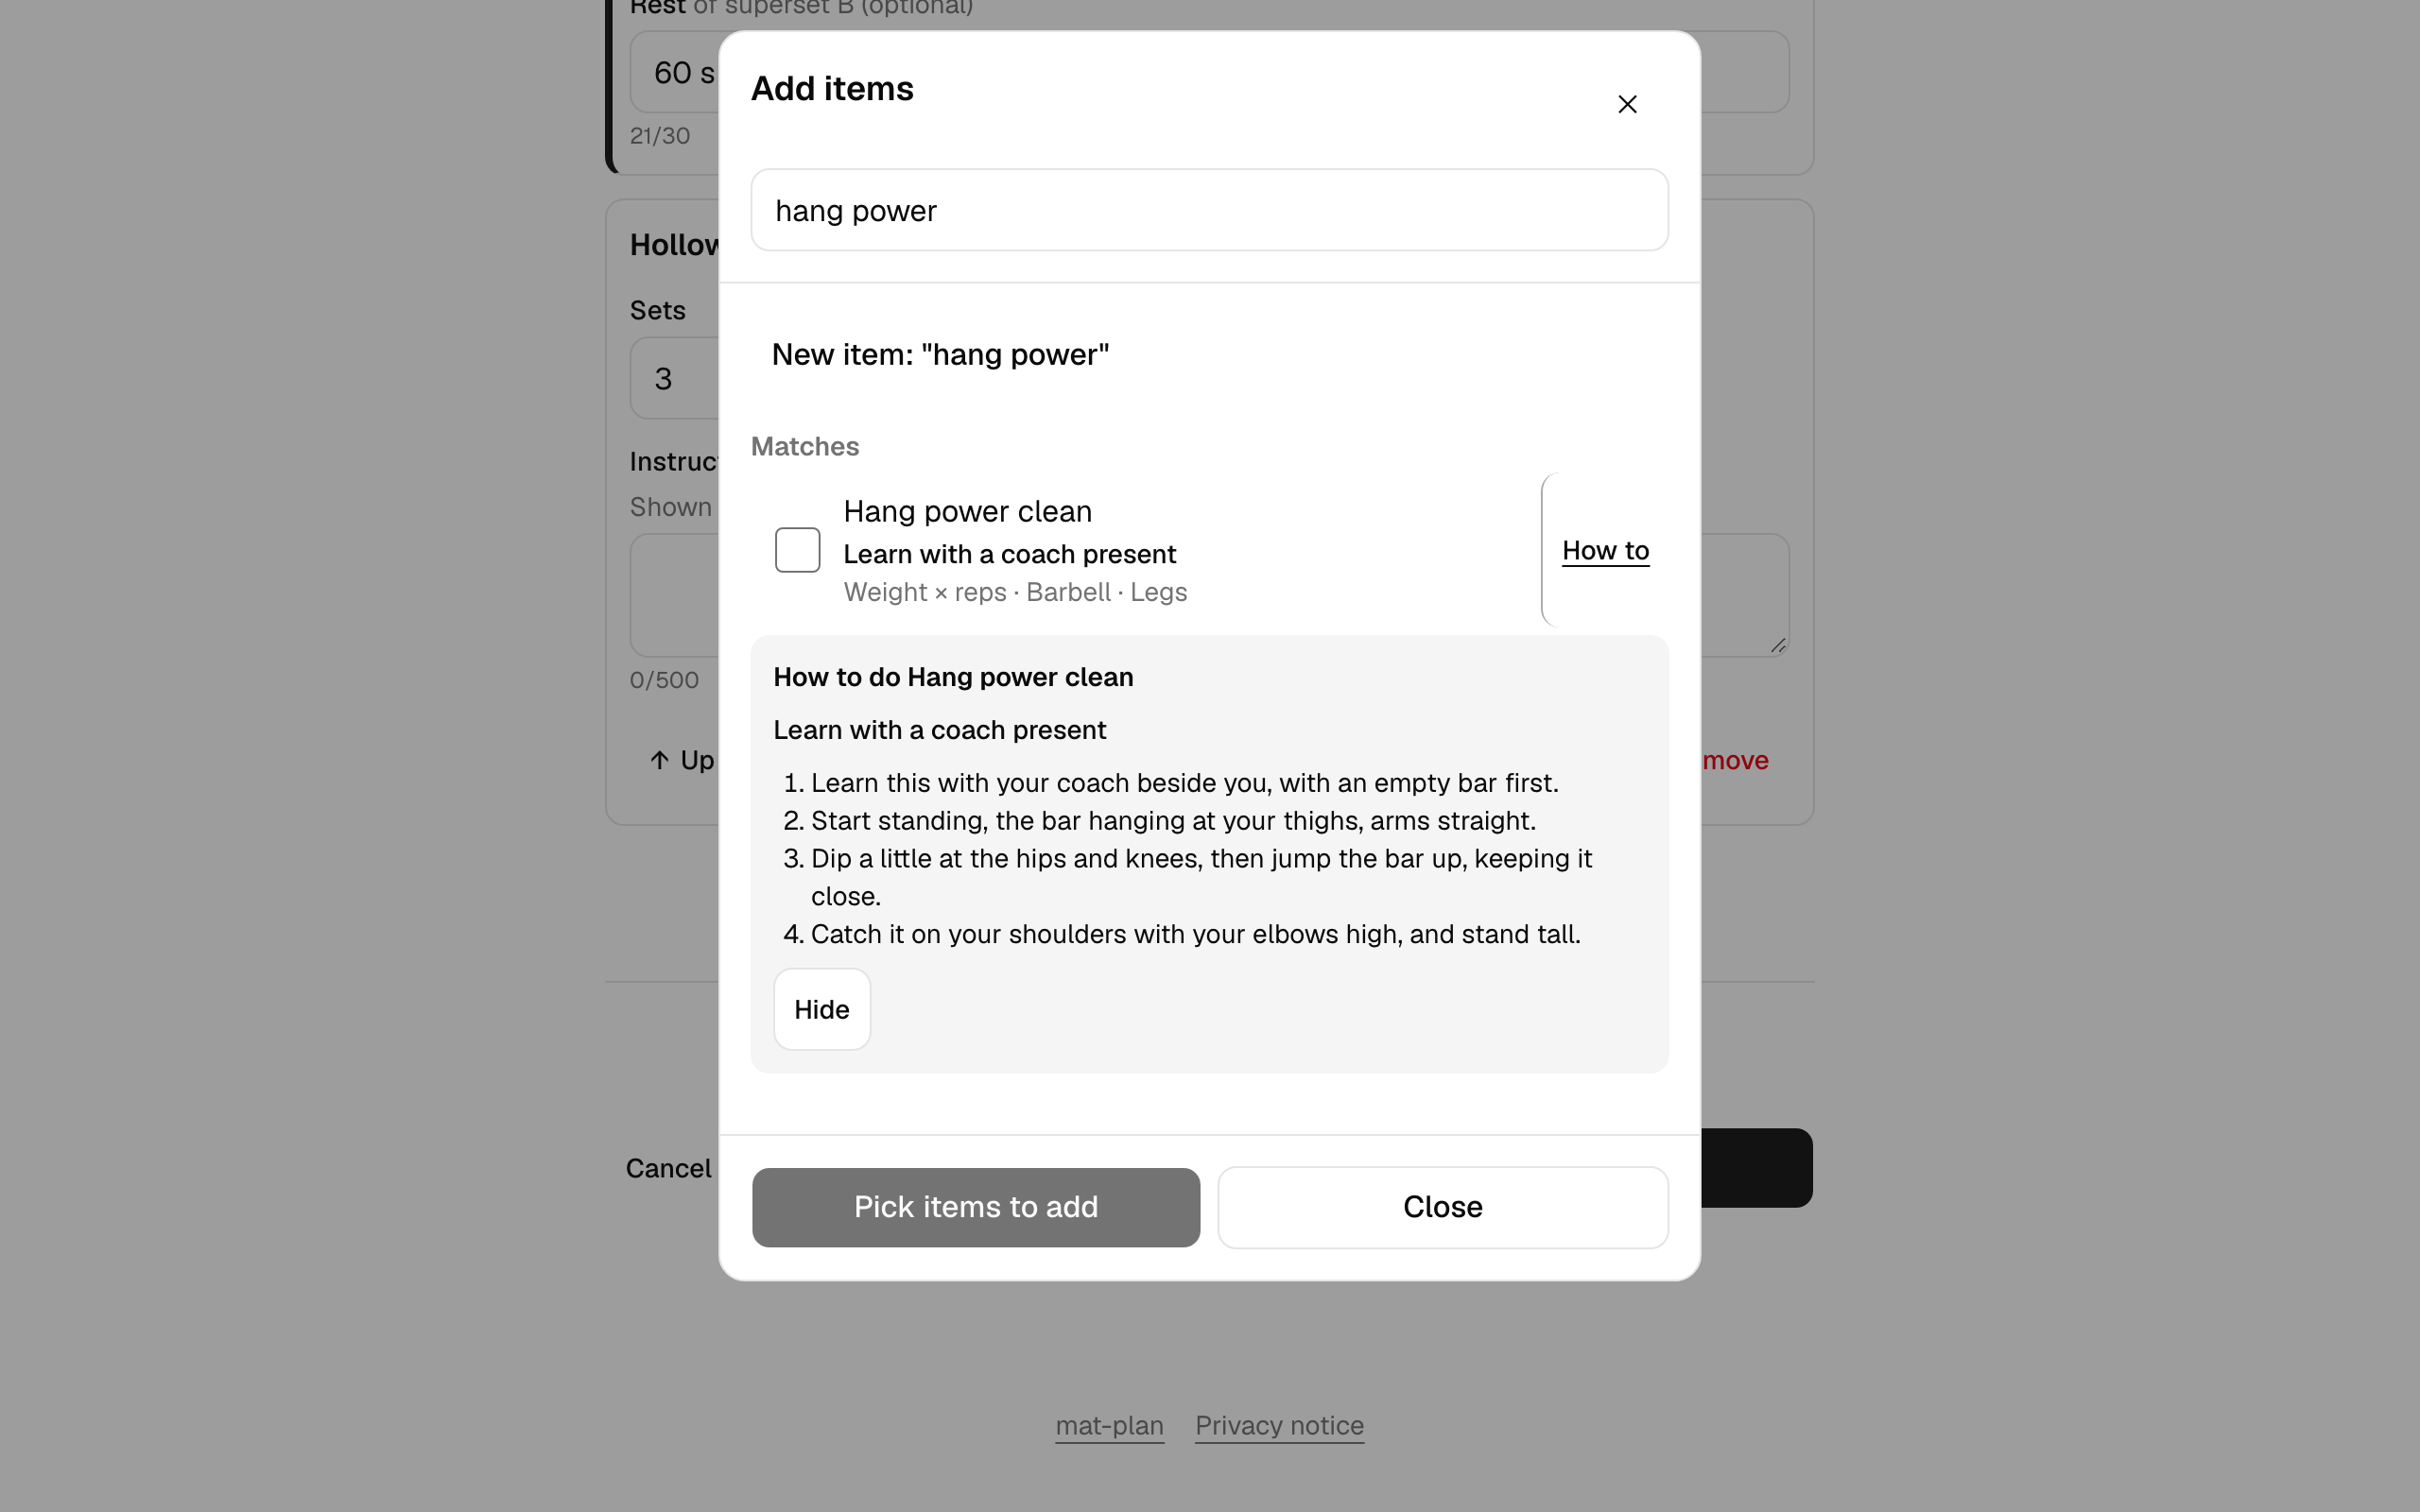 Rest of superset B (optional)
60 s
21/30
Add items
hang power
New item: "hang power"
Matches
Hang power clean
Learn with a coach present
Weight × reps · Barbell · Legs
How to
How to do Hang power clean
Learn with a coach present
1. Learn this with your coach beside you, with an empty bar first.
2. Start standing, the bar hanging at your thighs, arms straight.
3. Dip a little at the hips and knees, then jump the bar up, keeping it
close.
4. Catch it on your shoulders with your elbows high, and stand tall.
Hide
Pick items to add
Close
Hollow
Sets
3
Instruc
Shown
0/500
↑ Up
move
Cancel
mat-plan
Privacy notice